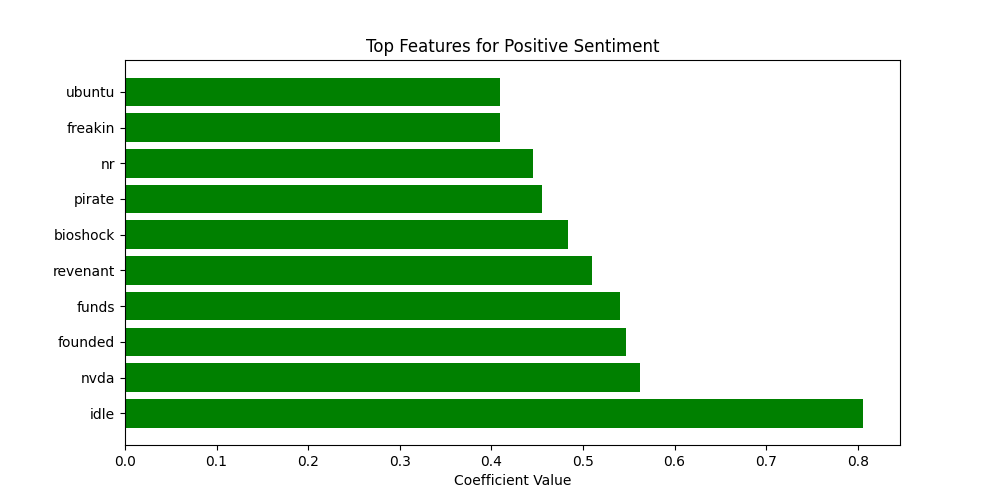 Top Features for Positive Sentiment
ubuntu
freakin
nr
pirate
bioshock
revenant
funds
founded
nvda
idle
0.0 0.1 0.2 0.3 0.4 0.5 0.6 0.7 0.8
Coefficient Value